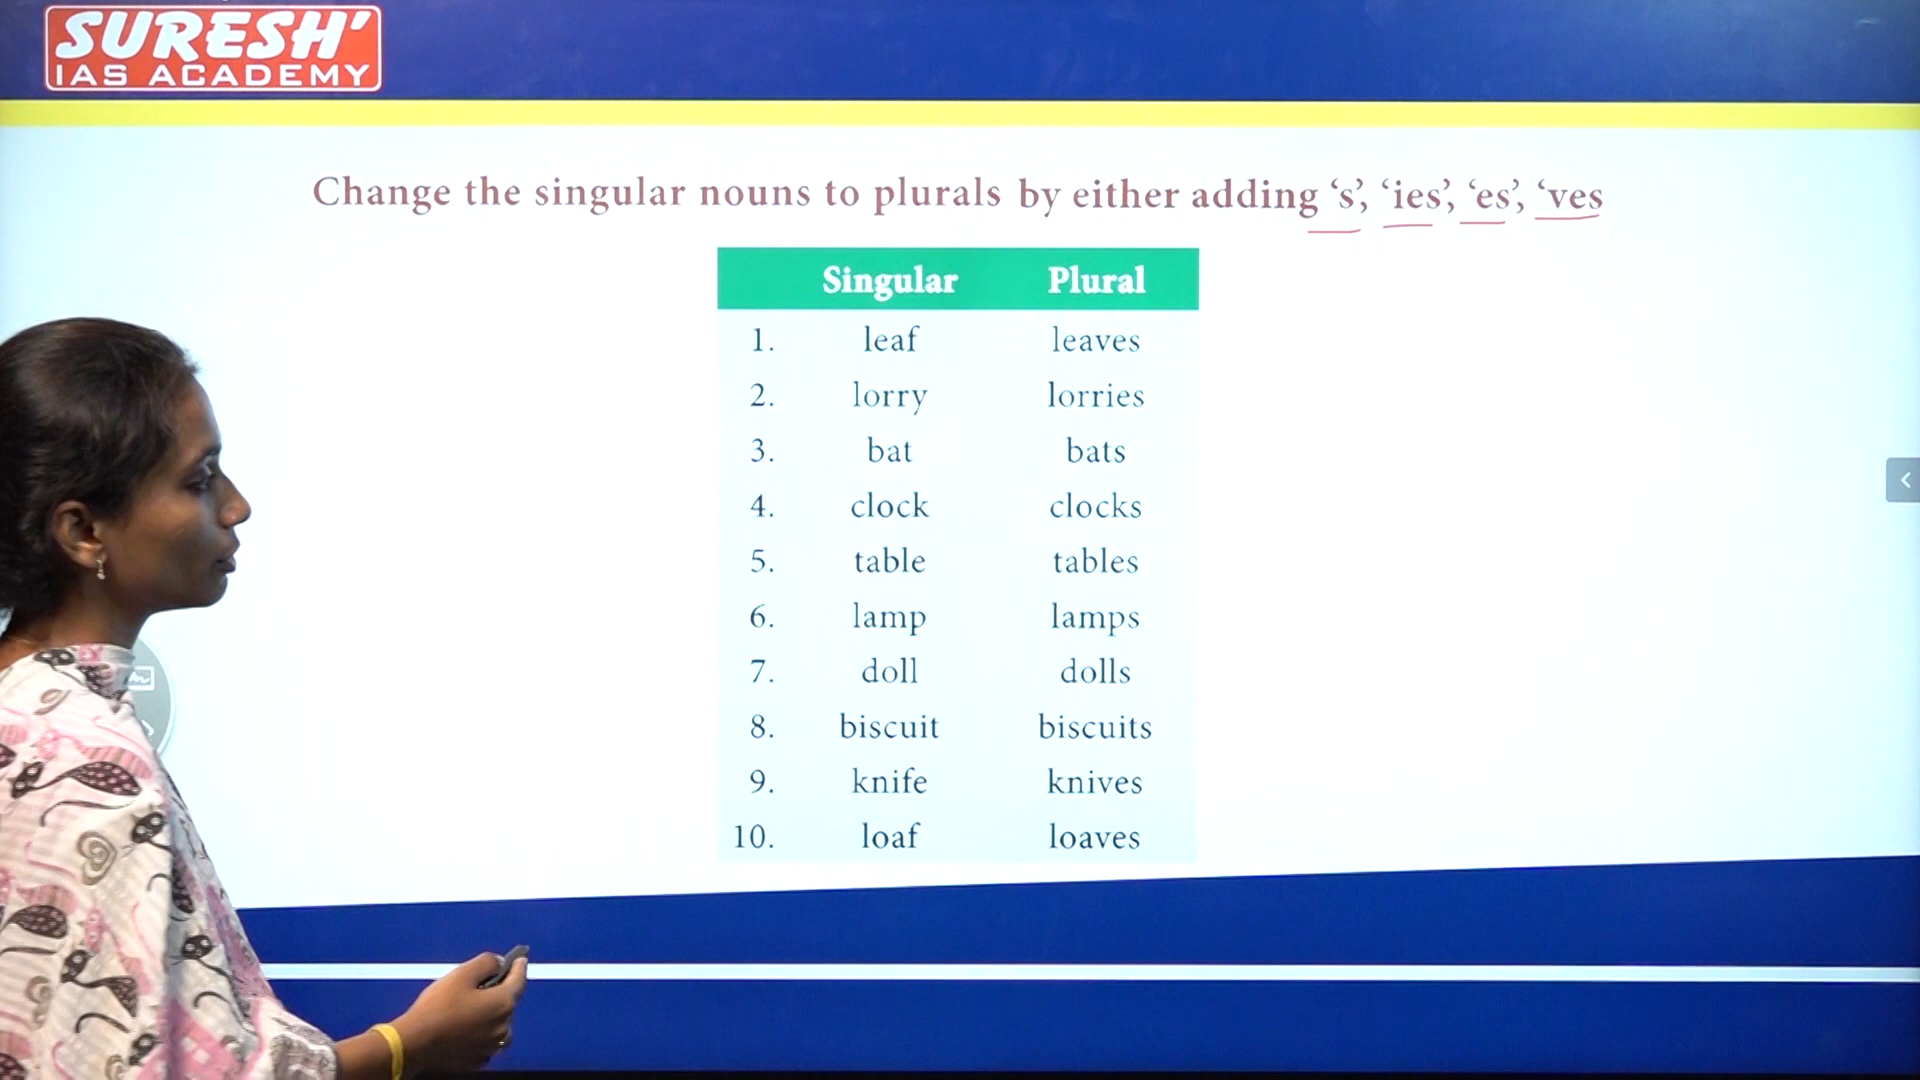 SURESH'
IAS ACADEMY
Change the singular nouns to plurals by either adding ‘s’, ‘ies’, ‘es’, ‘ves
Singular Plural
1. leaf leaves
2. lorry lorries
3. bat bats
4. clock clocks
5. table tables
6. lamp lamps
7. doll dolls
8. biscuit biscuits
9. knife knives
10. loaf loaves